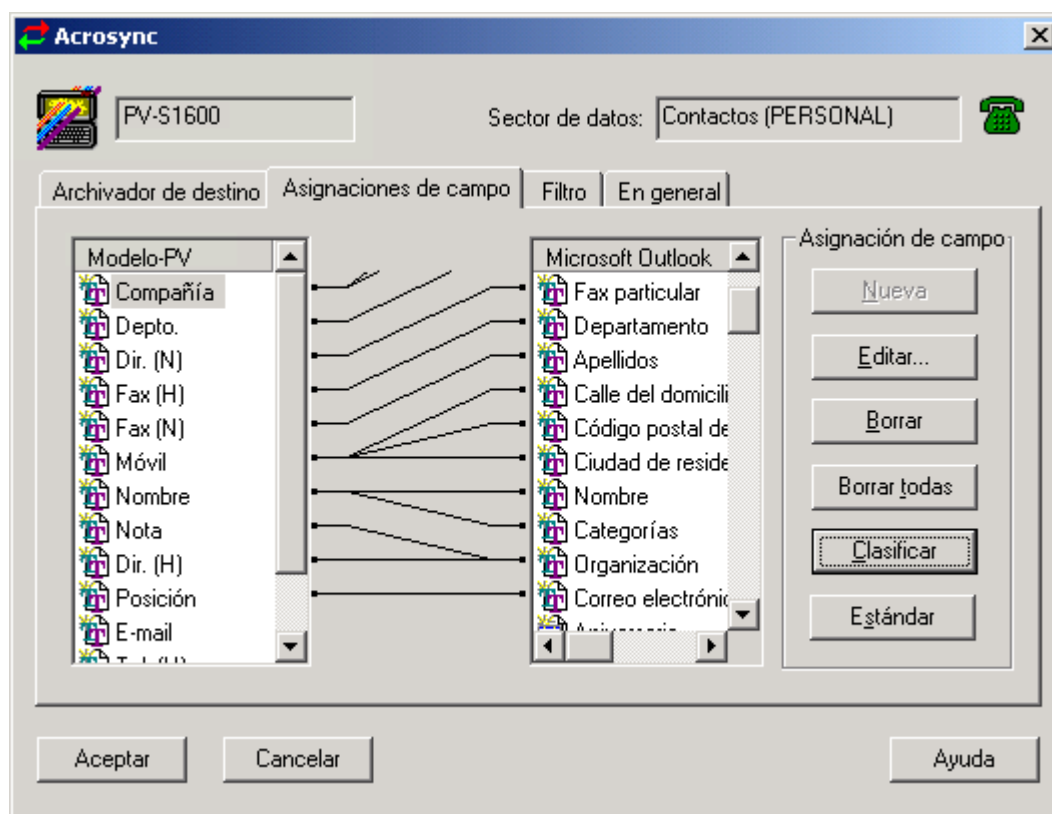 Acrosync
PV-S1600
Sector de datos: Contactos (PERSONAL)
Archivador de destino Asignaciones de campo Filtro En general
Modelo-PV
Compañía
Depto.
Dir. (N)
Fax (H)
Fax (N)
Móvil
Nombre
Nota
Dir. (H)
Posición
E-mail
Microsoft Outlook
Fax particular
Departamento
Apellidos
Calle del domicili
Código postal de
Ciudad de reside
Nombre
Categorías
Organización
Correo electrónic
Asignación de campo
Nueva
Editar...
Borrar
Borrar todas
Clasificar
Estándar
Aceptar Cancelar Ayuda